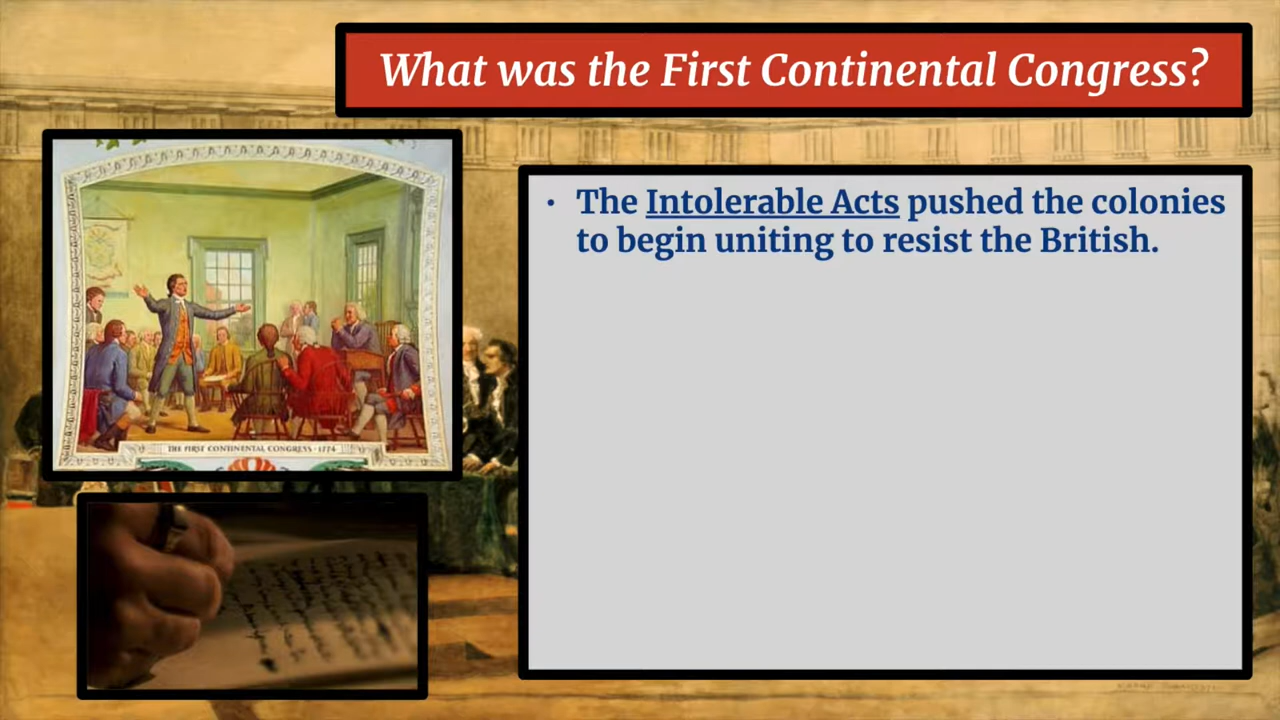 What was the First Continental Congress?
• The Intolerable Acts pushed the colonies
to begin uniting to resist the British.
THE FIRST CONTINENTAL CONGRESS · 1774